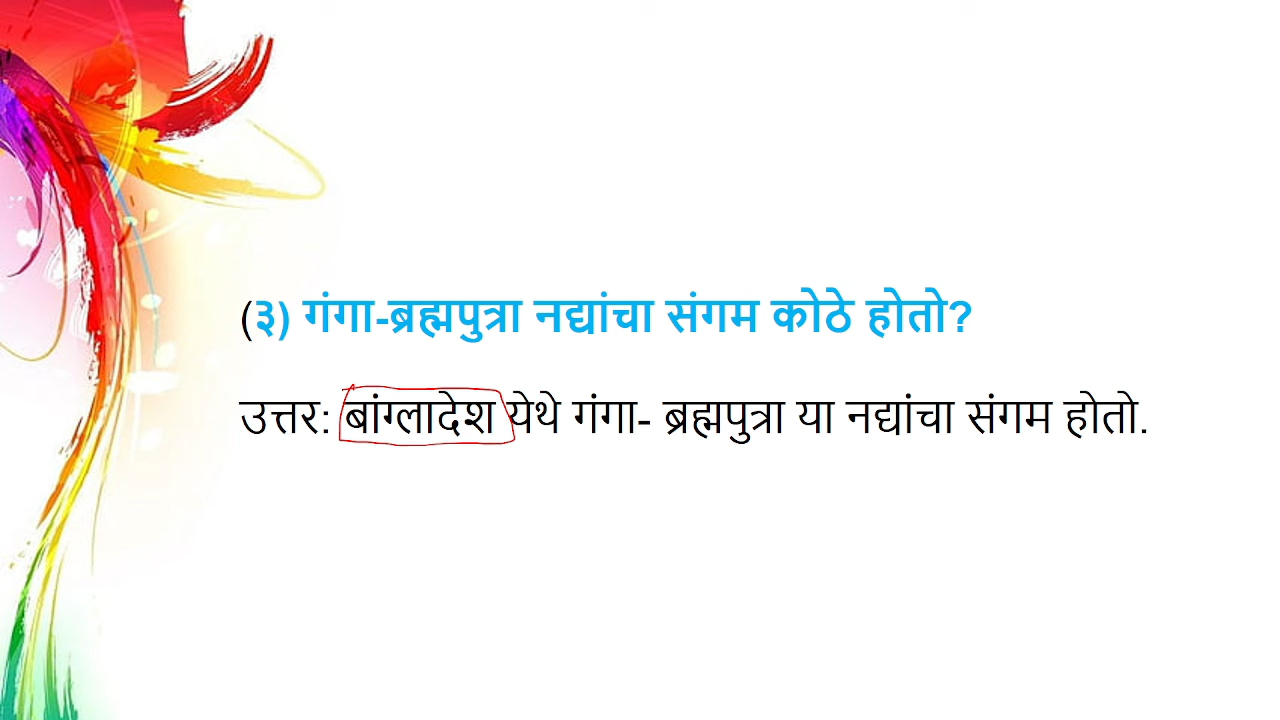 (३) गंगा-ब्रह्मपुत्रा नद्यांचा संगम कोठे होतो?
उत्तर: बांग्लादेश येथे गंगा- ब्रह्मपुत्रा या नद्यांचा संगम होतो.